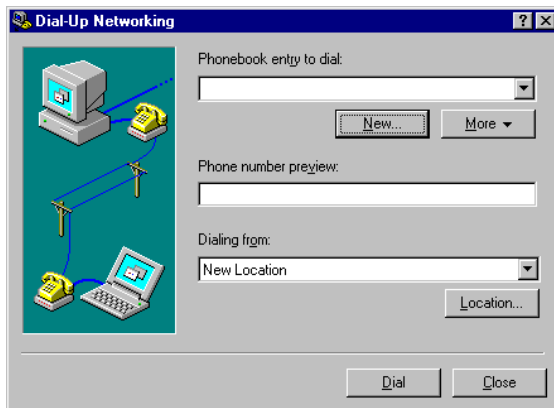 Dial-Up Networking
Phonebook entry to dial:
New... More
Phone number preview:
Dialing from:
New Location
Location...
Dial Close